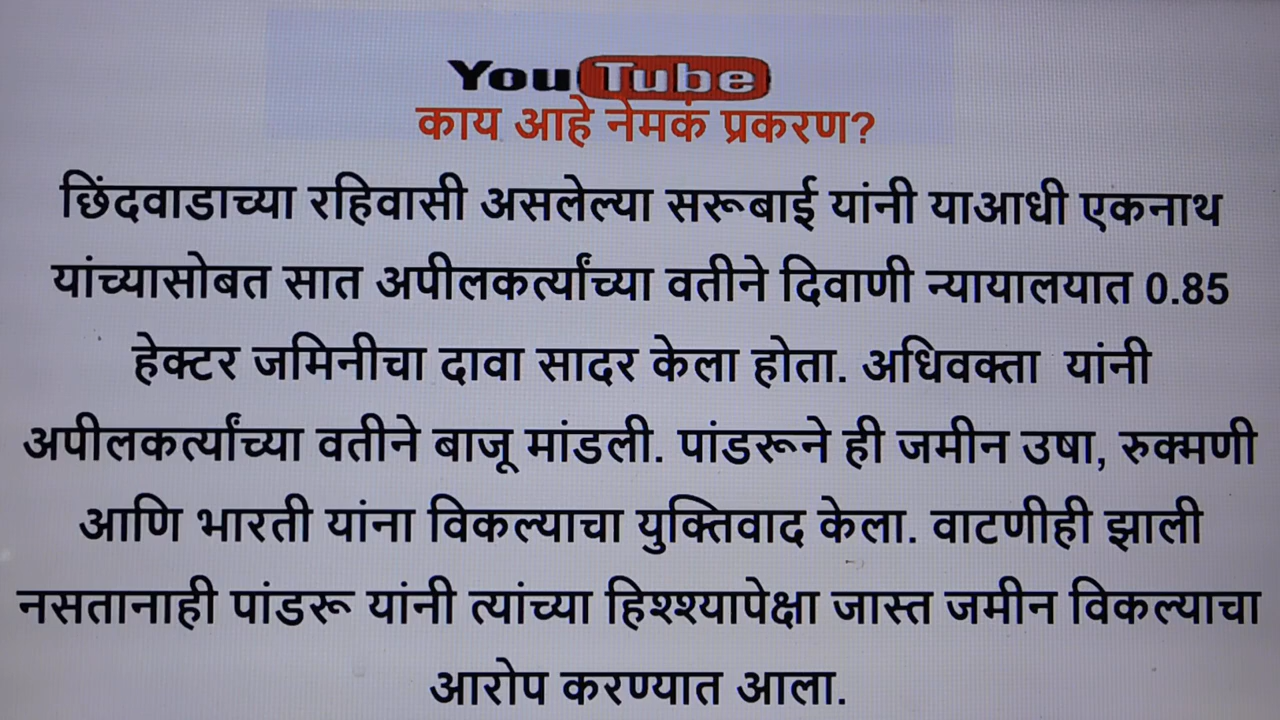 YouTube
काय आहे नेमकं प्रकरण?
छिंदवाडाच्या रहिवासी असलेल्या सरूबाई यांनी याआधी एकनाथ
यांच्यासोबत सात अपीलकर्त्यांच्या वतीने दिवाणी न्यायालयात 0.85
हेक्टर जमिनीचा दावा सादर केला होता. अधिवक्ता यांनी
अपीलकर्त्यांच्या वतीने बाजू मांडली. पांडरूने ही जमीन उषा, रुक्मणी
आणि भारती यांना विकल्याचा युक्तिवाद केला. वाटणीही झाली
नसतानाही पांडरू यांनी त्यांच्या हिश्श्यापेक्षा जास्त जमीन विकल्याचा
आरोप करण्यात आला.